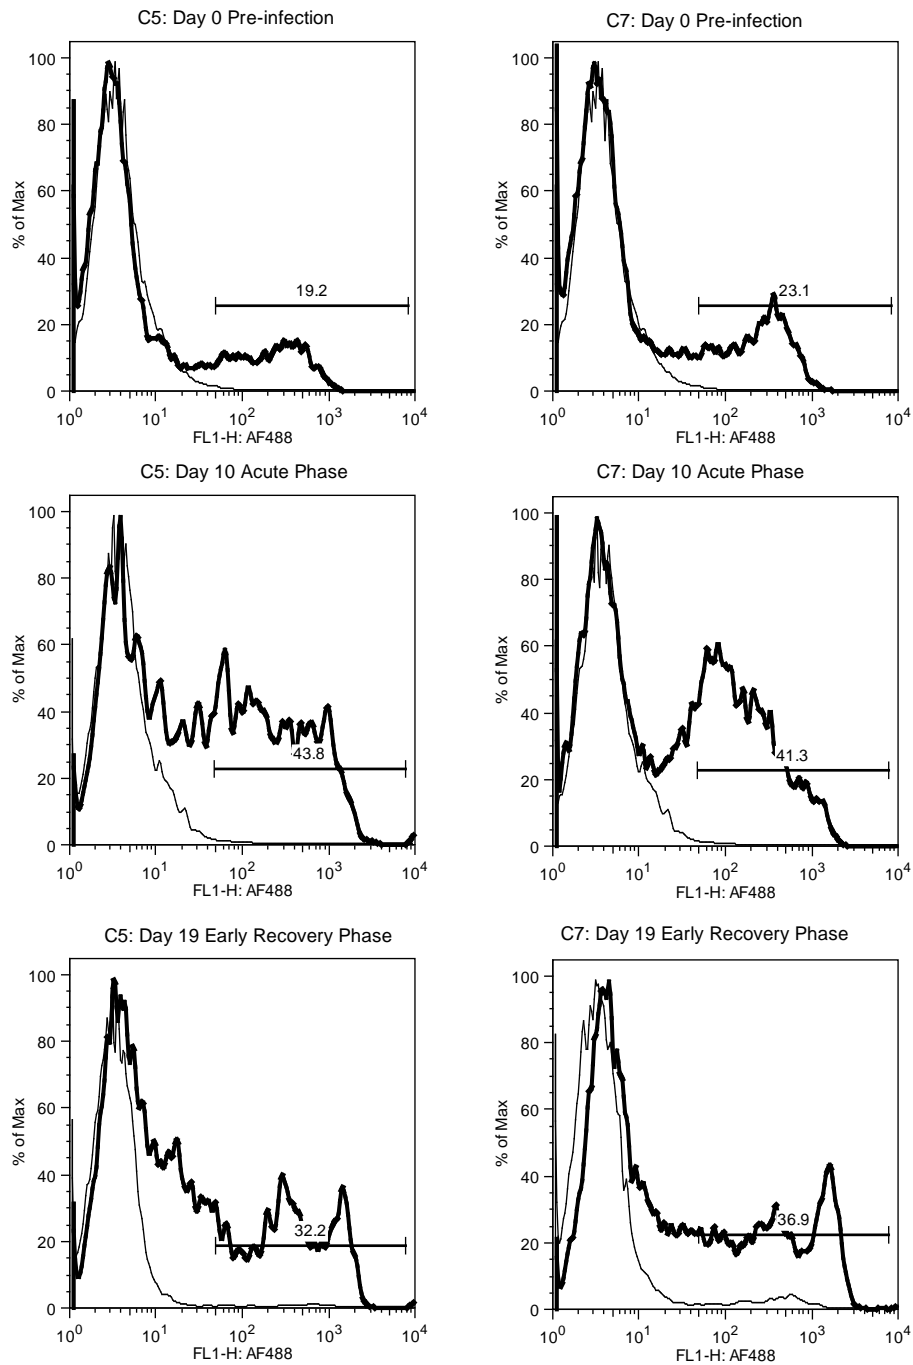 C5: Day 0 Pre-infection
100
80
60
40
20
0
% of Max
19.2
10^0 10^1 10^2 10^3 10^4
FL1-H: AF488
C7: Day 0 Pre-infection
100
80
60
40
20
0
% of Max
23.1
10^0 10^1 10^2 10^3 10^4
FL1-H: AF488
C5: Day 10 Acute Phase
100
80
60
40
20
0
% of Max
43.8
10^0 10^1 10^2 10^3 10^4
FL1-H: AF488
C7: Day 10 Acute Phase
100
80
60
40
20
0
% of Max
41.3
10^0 10^1 10^2 10^3 10^4
FL1-H: AF488
C5: Day 19 Early Recovery Phase
100
80
60
40
20
0
% of Max
32.2
10^0 10^1 10^2 10^3 10^4
FL1-H: AF488
C7: Day 19 Early Recovery Phase
100
80
60
40
20
0
% of Max
36.9
10^0 10^1 10^2 10^3 10^4
FL1-H: AF488